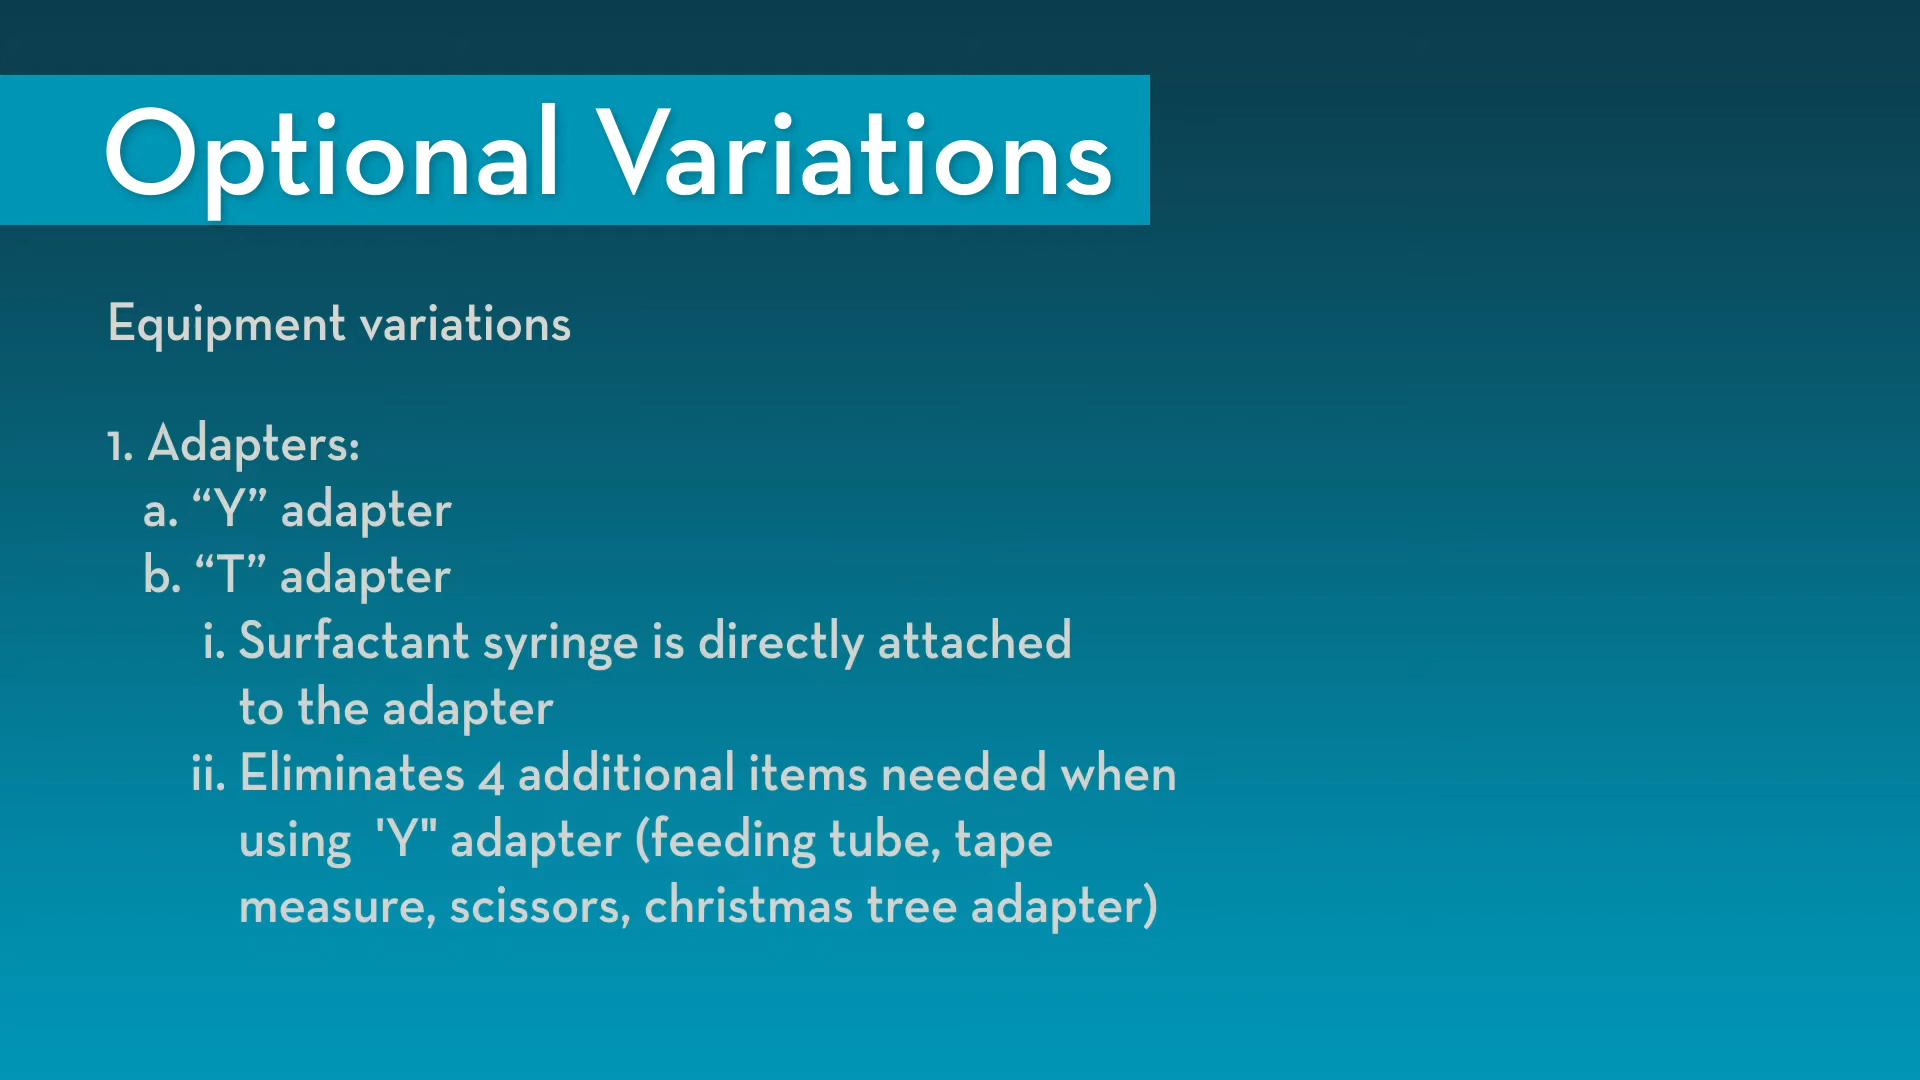 Optional Variations
Equipment variations
1. Adapters:
a. “Y” adapter
b. “T” adapter
i. Surfactant syringe is directly attached
to the adapter
ii. Eliminates 4 additional items needed when
using 'Y" adapter (feeding tube, tape
measure, scissors, christmas tree adapter)